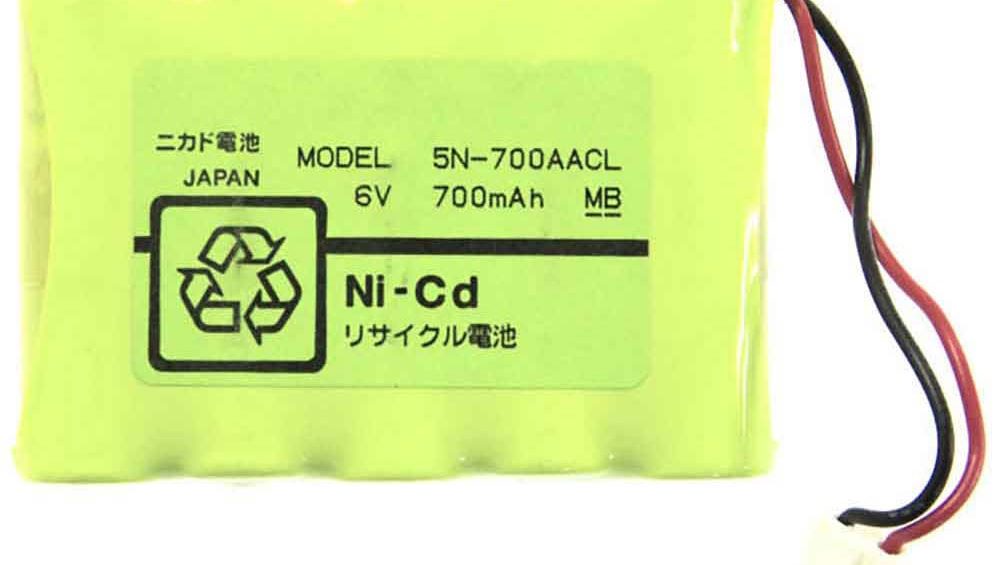 ニカド電池
JAPAN
MODEL 5N-700AACL
6V 700mAh MB
Ni-Cd
リサイクル電池